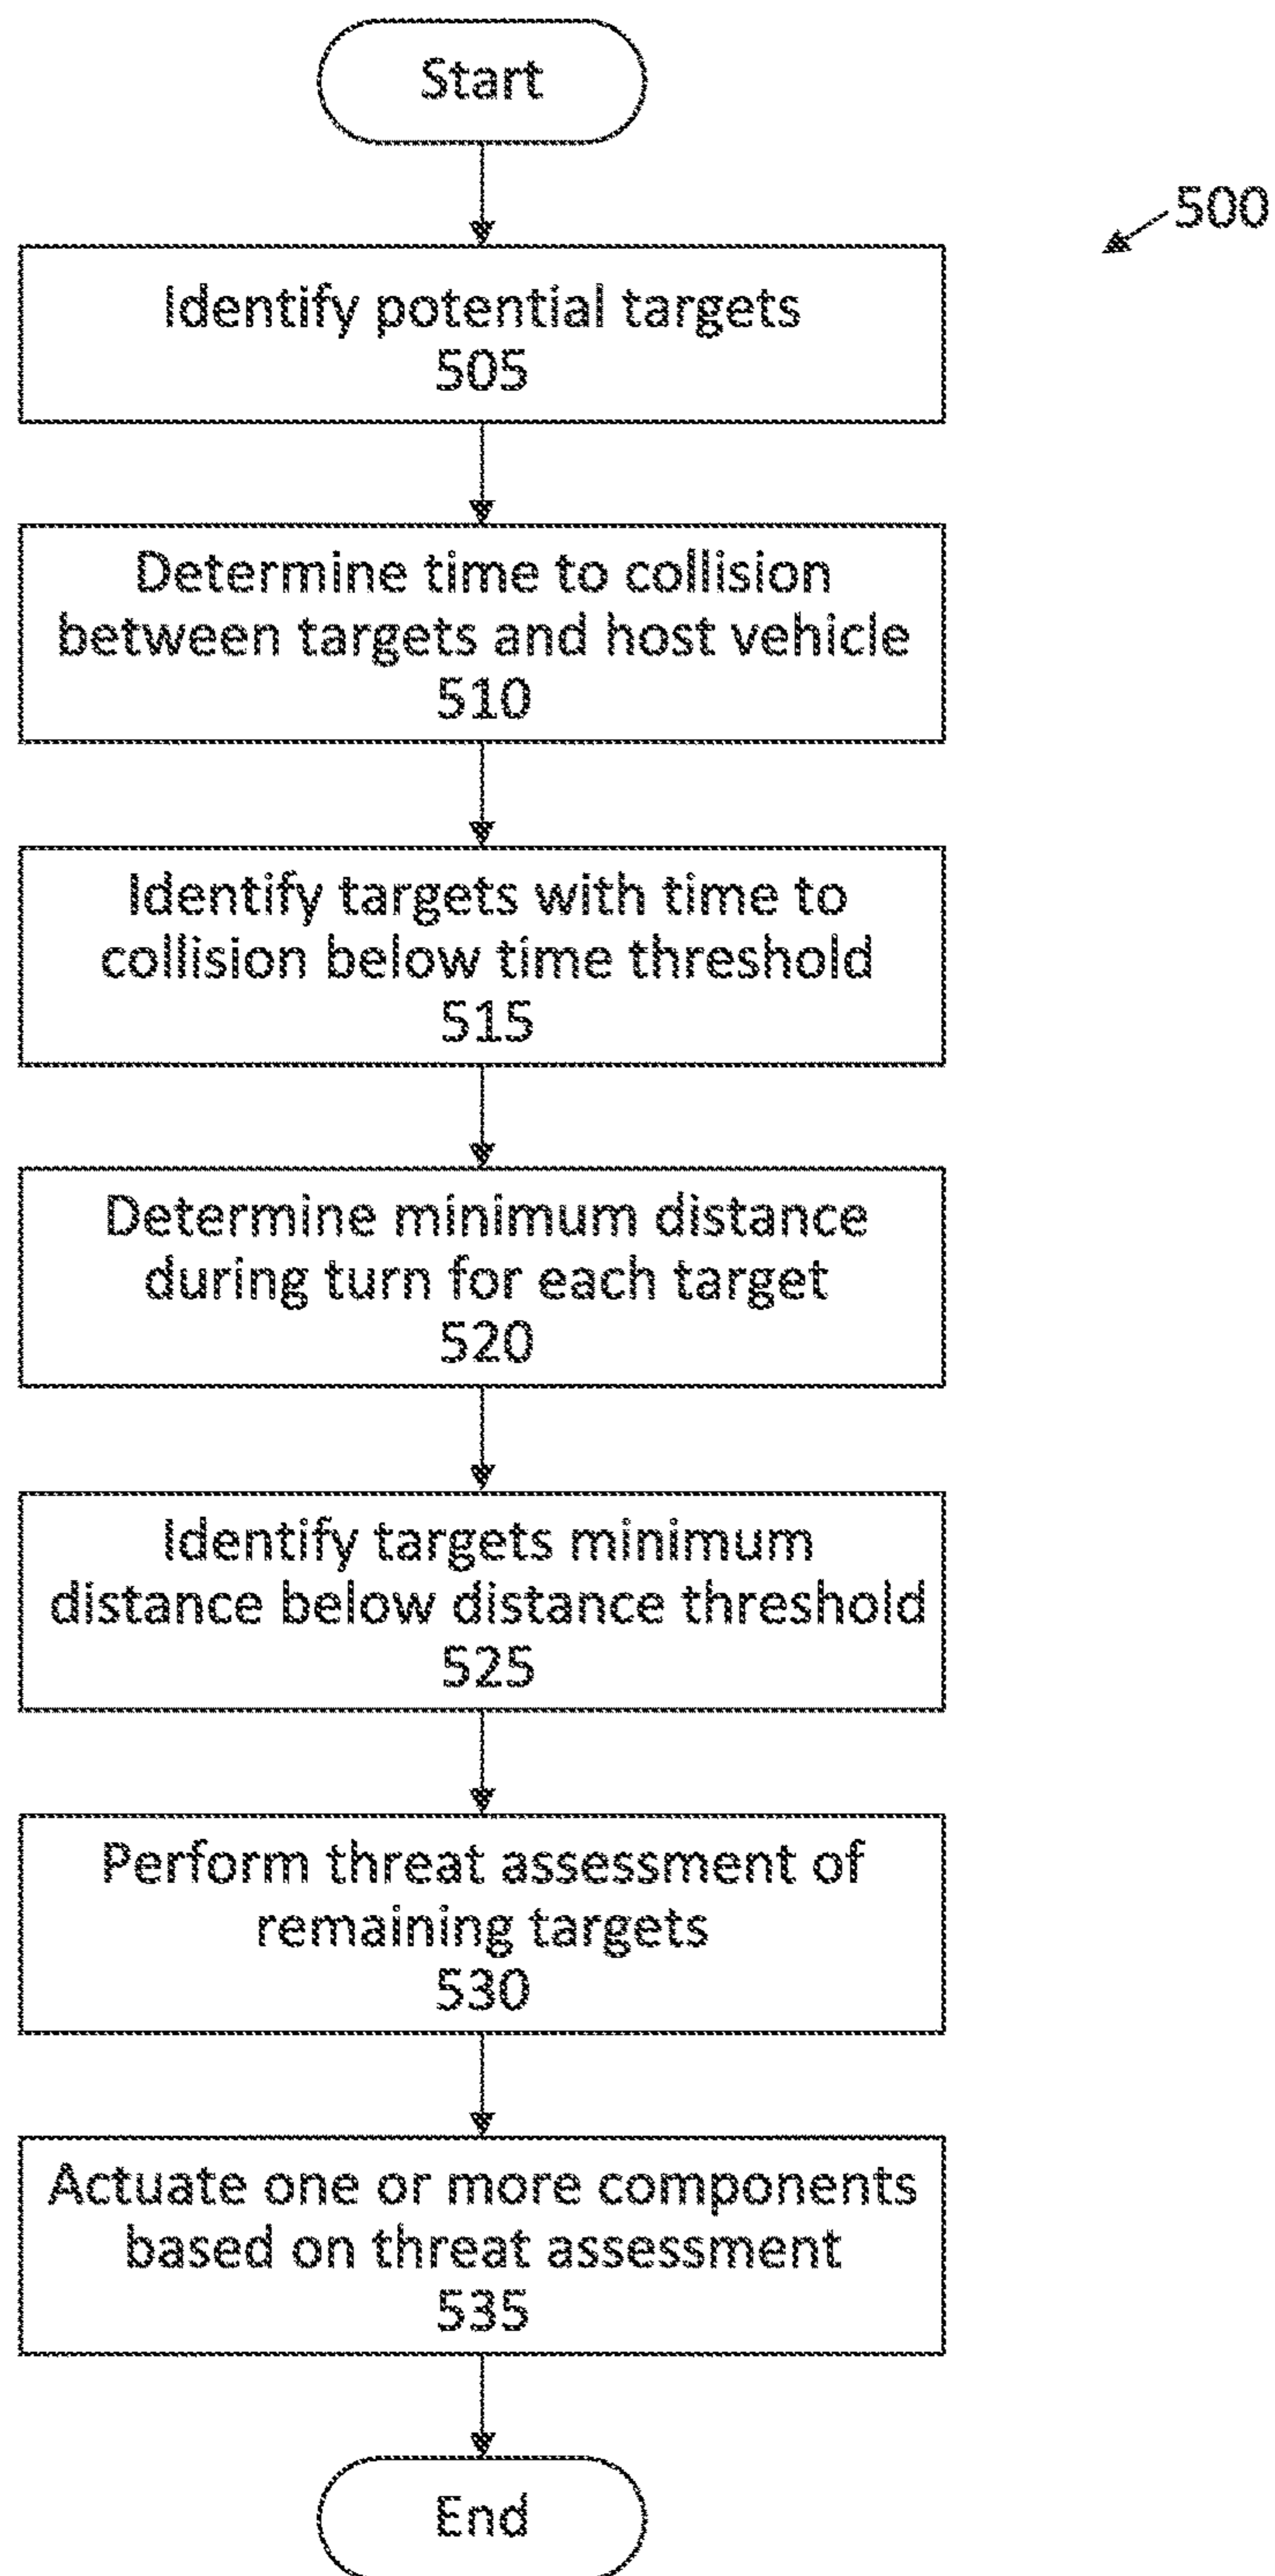 Start
500
Identify potential targets
505
Determine time to collision
between targets and host vehicle
510
Identify targets with time to
collision below time threshold
515
Determine minimum distance
during turn for each target
520
Identify targets minimum
distance below distance threshold
525
Perform threat assessment of
remaining targets
530
Actuate one or more components
based on threat assessment
535
End